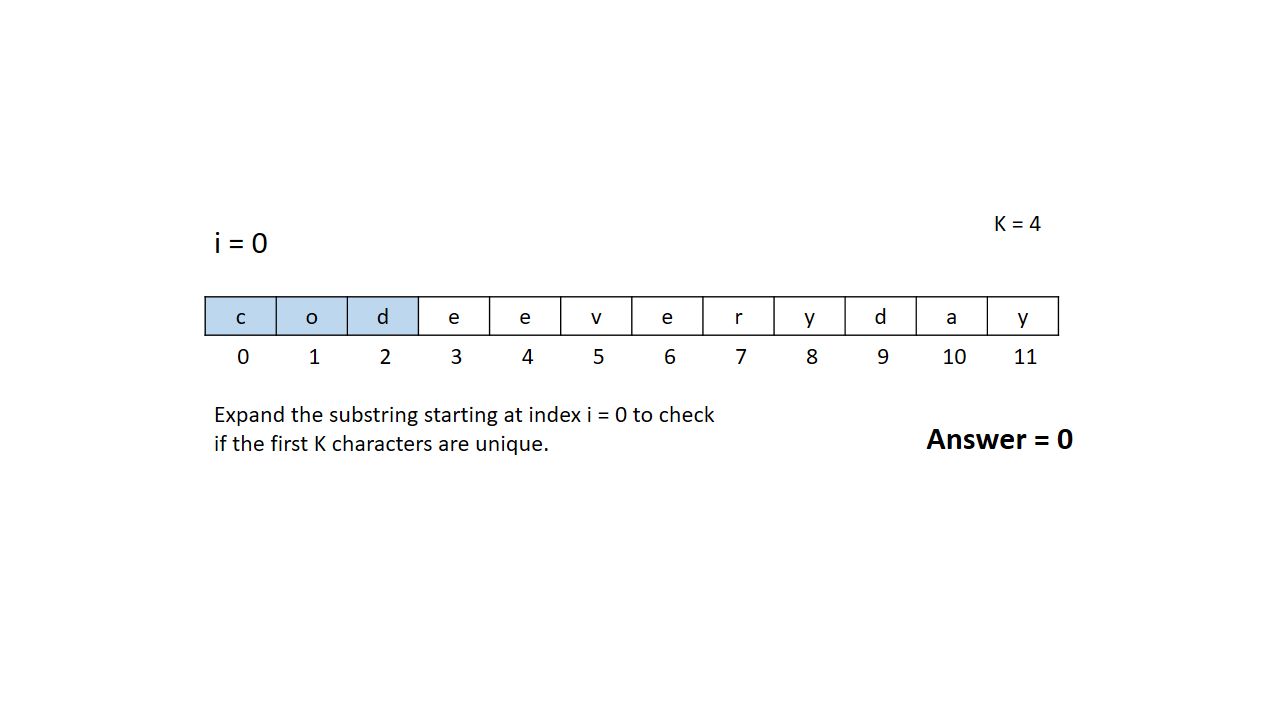 K = 4
i = 0
c o d e e v e r y d a y
0 1 2 3 4 5 6 7 8 9 10 11
Expand the substring starting at index i = 0 to check
if the first K characters are unique.
Answer = 0